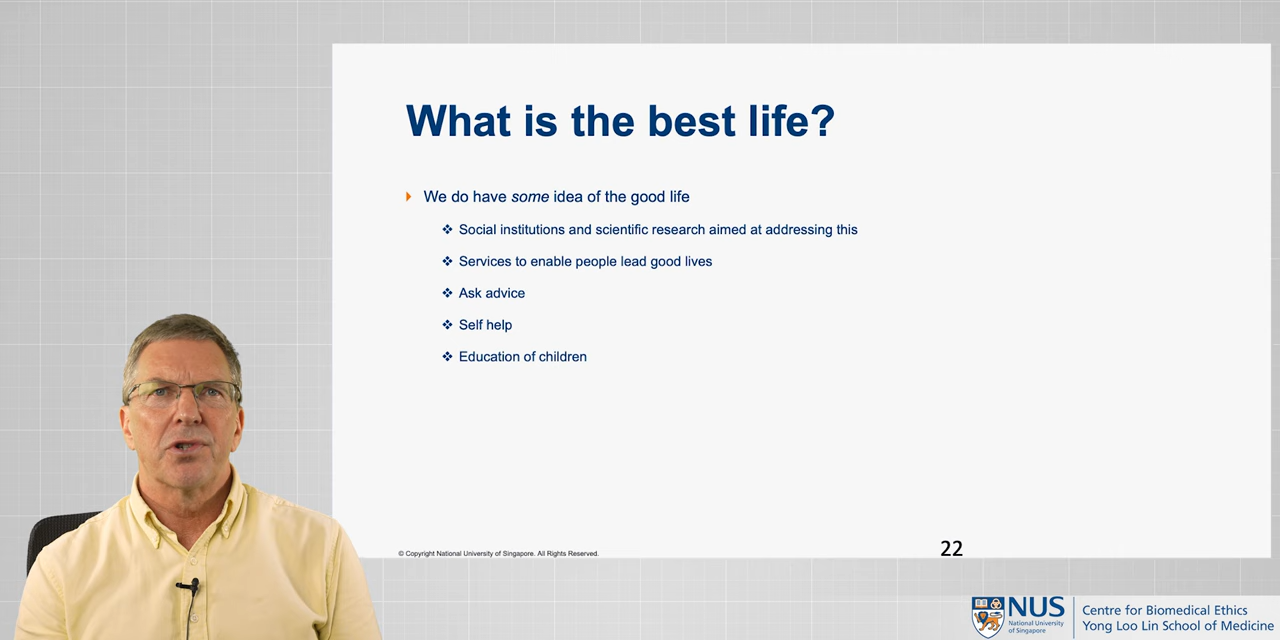 What is the best life?
We do have some idea of the good life
❖ Social institutions and scientific research aimed at addressing this
❖ Services to enable people lead good lives
❖ Ask advice
❖ Self help
❖ Education of children
© Copyright National University of Singapore. All Rights Reserved.
22
NUS
National University
of Singapore
Centre for Biomedical Ethics
Yong Loo Lin School of Medicine